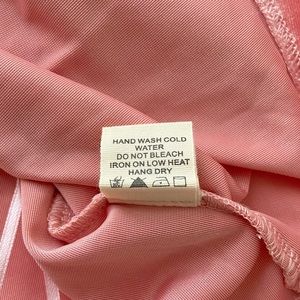 HAND WASH COLD
WATER
DO NOT BLEACH
IRON ON LOW HEAT
HANG DRY